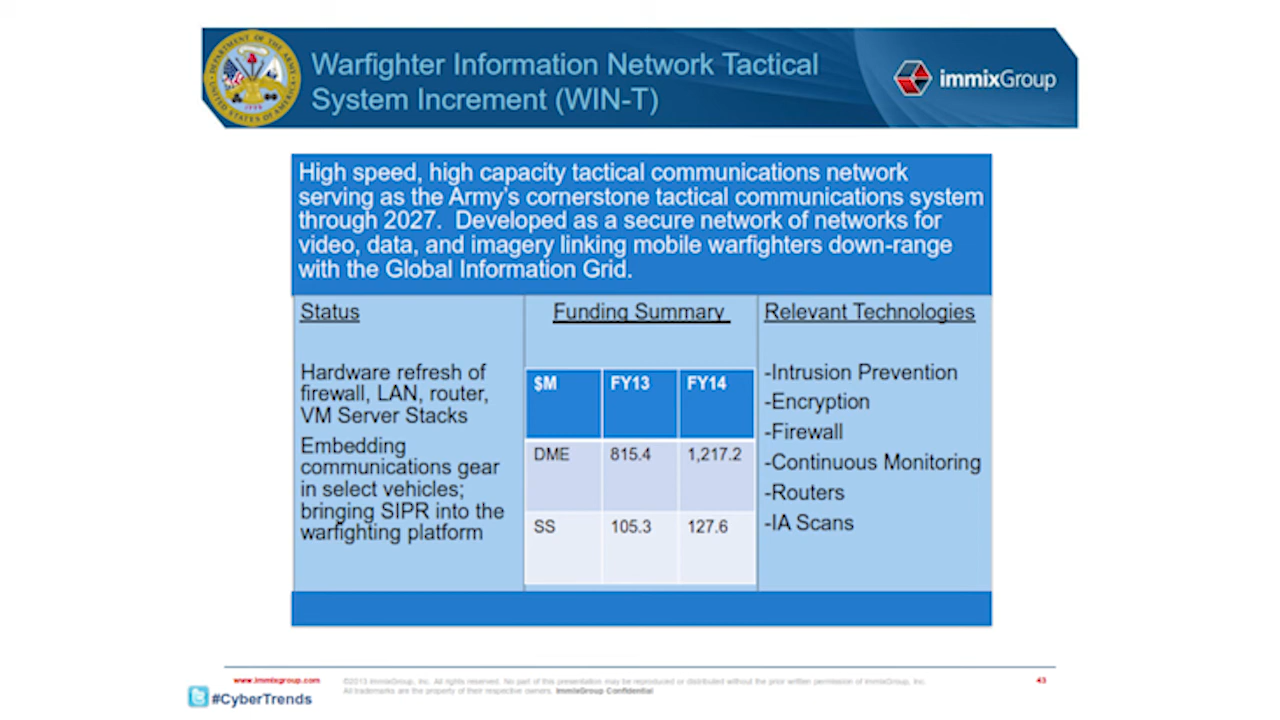 Warfighter Information Network Tactical
System Increment (WIN-T)
immixGroup
High speed, high capacity tactical communications network
serving as the Army's cornerstone tactical communications system
through 2027. Developed as a secure network of networks for
video, data, and imagery linking mobile warfighters down-range
with the Global Information Grid.
Status
Hardware refresh of
firewall, LAN, router,
VM Server Stacks
Embedding
communications gear
in select vehicles;
bringing SIPR into the
warfighting platform
Funding Summary
$M FY13 FY14
DME 815.4 1,217.2
SS 105.3 127.6
Relevant Technologies
-Intrusion Prevention
-Encryption
-Firewall
-Continuous Monitoring
-Routers
-IA Scans
www.immixgroup.com
©2013 immixGroup, Inc. All rights reserved. No part of this presentation may be reproduced or distributed without the prior written permission of immixGroup, Inc.
All trademarks are the property of their respective owners. immixGroup Confidential
43
#CyberTrends